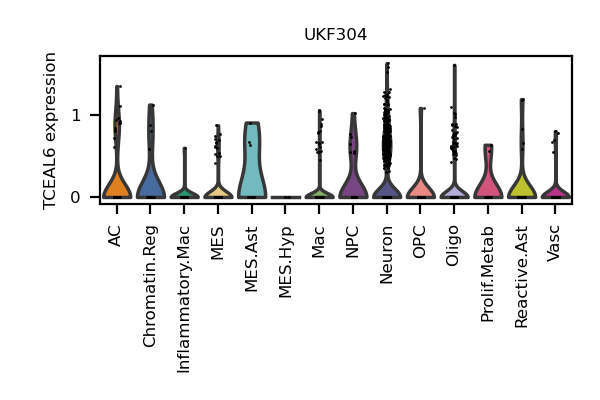 UKF304
TCEAL6 expression
1
0
AC
Chromatin.Reg
Inflammatory.Mac
MES
MES.Ast
MES.Hyp
Mac
NPC
Neuron
OPC
Oligo
Prolif.Metab
Reactive.Ast
Vasc